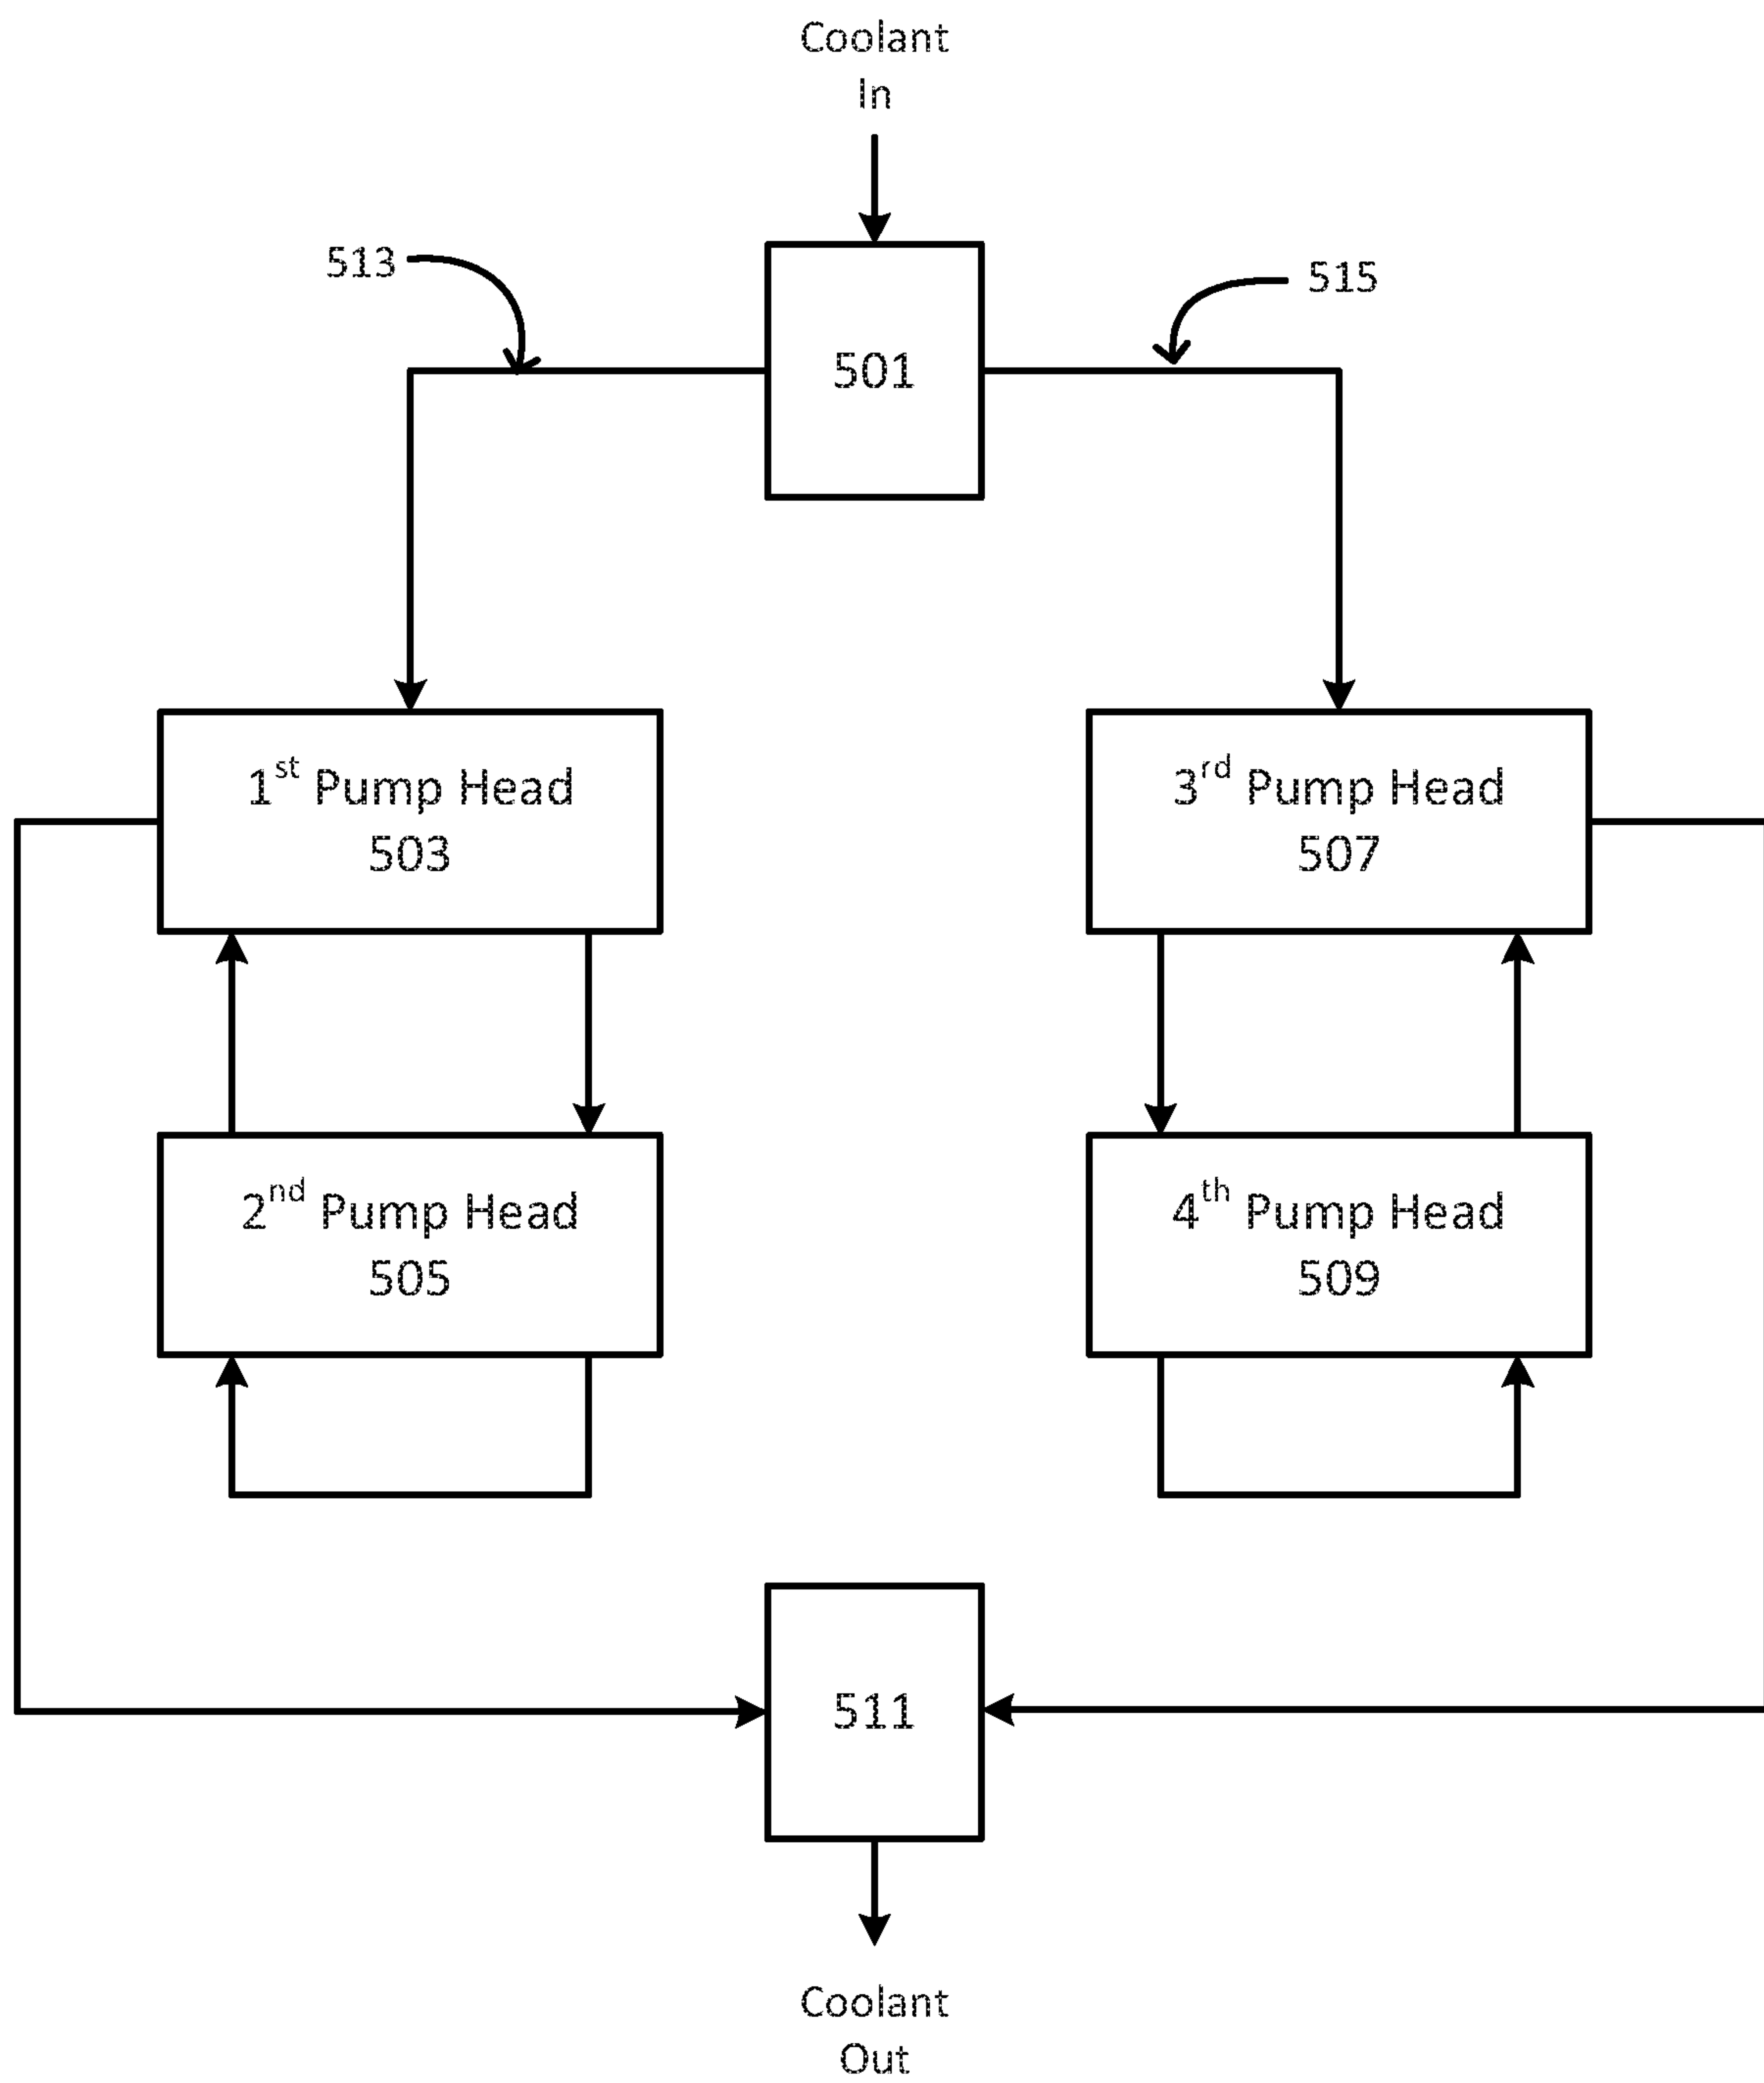 Coolant
In
513
515
501
1st Pump Head
503
3rd Pump Head
507
2nd Pump Head
505
4th Pump Head
509
511
Coolant
Out